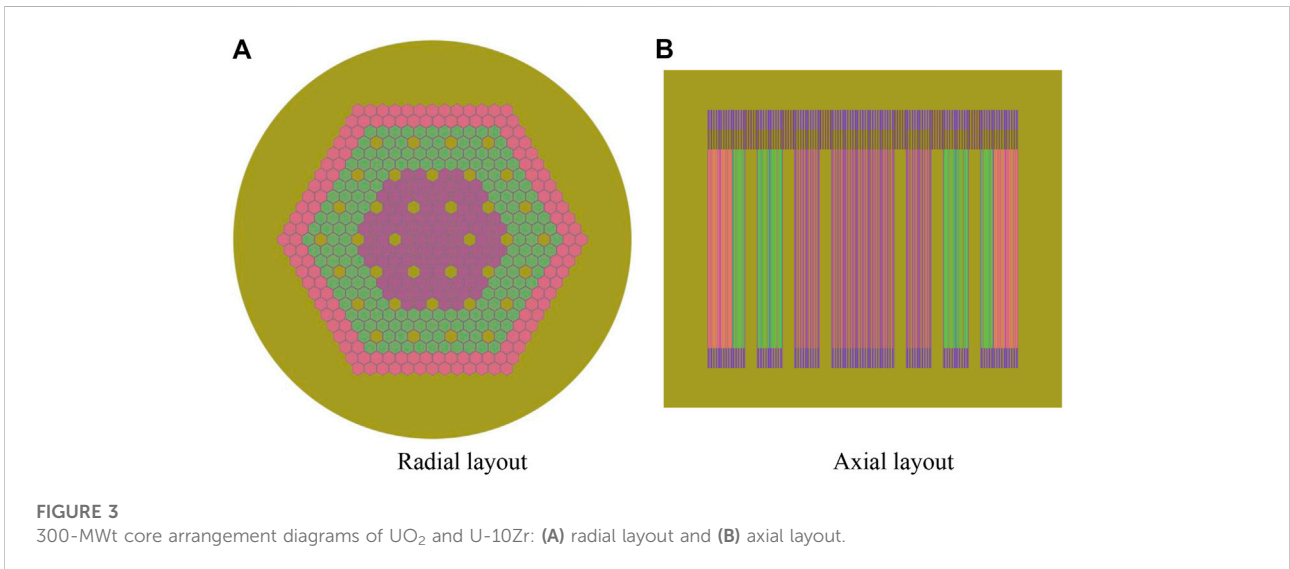 A
B
Radial layout
Axial layout
FIGURE 3
300-MWt core arrangement diagrams of UO₂ and U-10Zr: (A) radial layout and (B) axial layout.